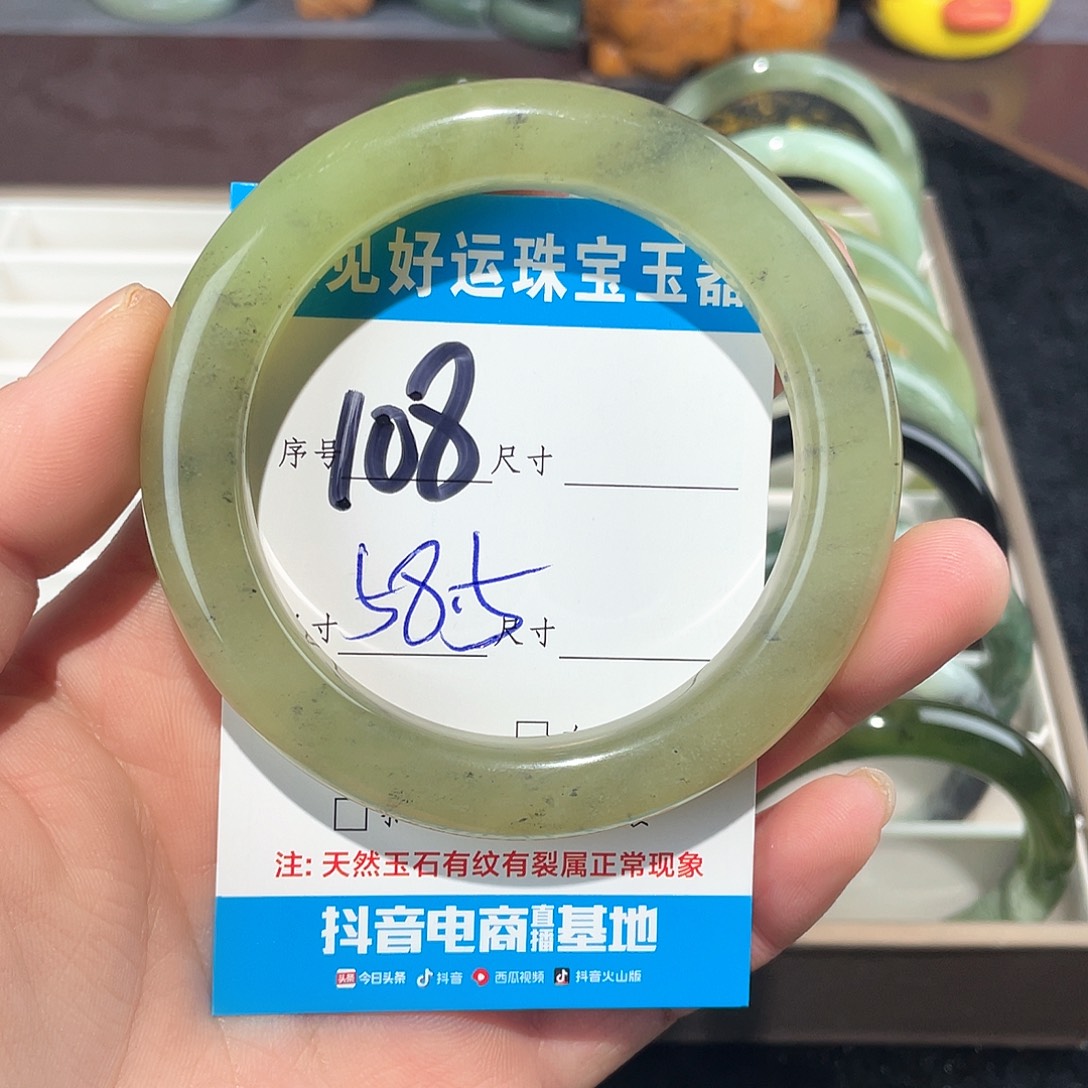 见好运珠宝玉器
序号 108 尺寸
58.5
寸 尺寸
注: 天然玉石有纹有裂属正常现象
抖音电商直播基地
头条 今日头条 抖音 西瓜视频 抖音火山版